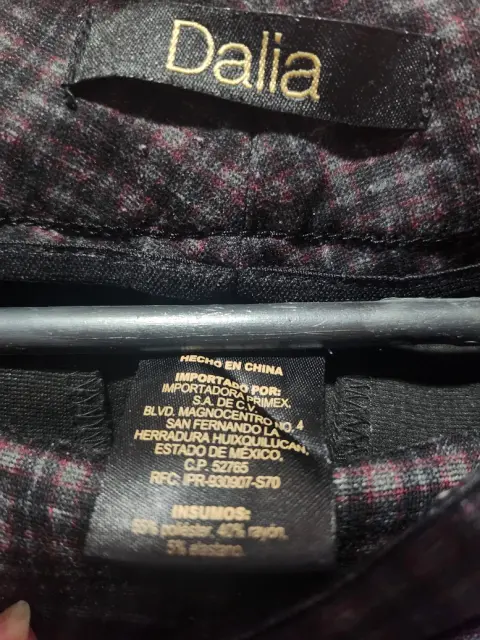 Dalia
HECHO EN CHINA
IMPORTADO POR:
IMPORTADORA PRIMEX,
S.A. DE C.V.
BLVD. MAGNOCENTRO NO. 4
SAN FERNANDO LA
HERRADURA HUIXQUILUCAN,
ESTADO DE MÉXICO,
C.P. 52765
RFC: IPR-930907-S70
INSUMOS:
55% poliéster, 40% rayón,
5% elastano.